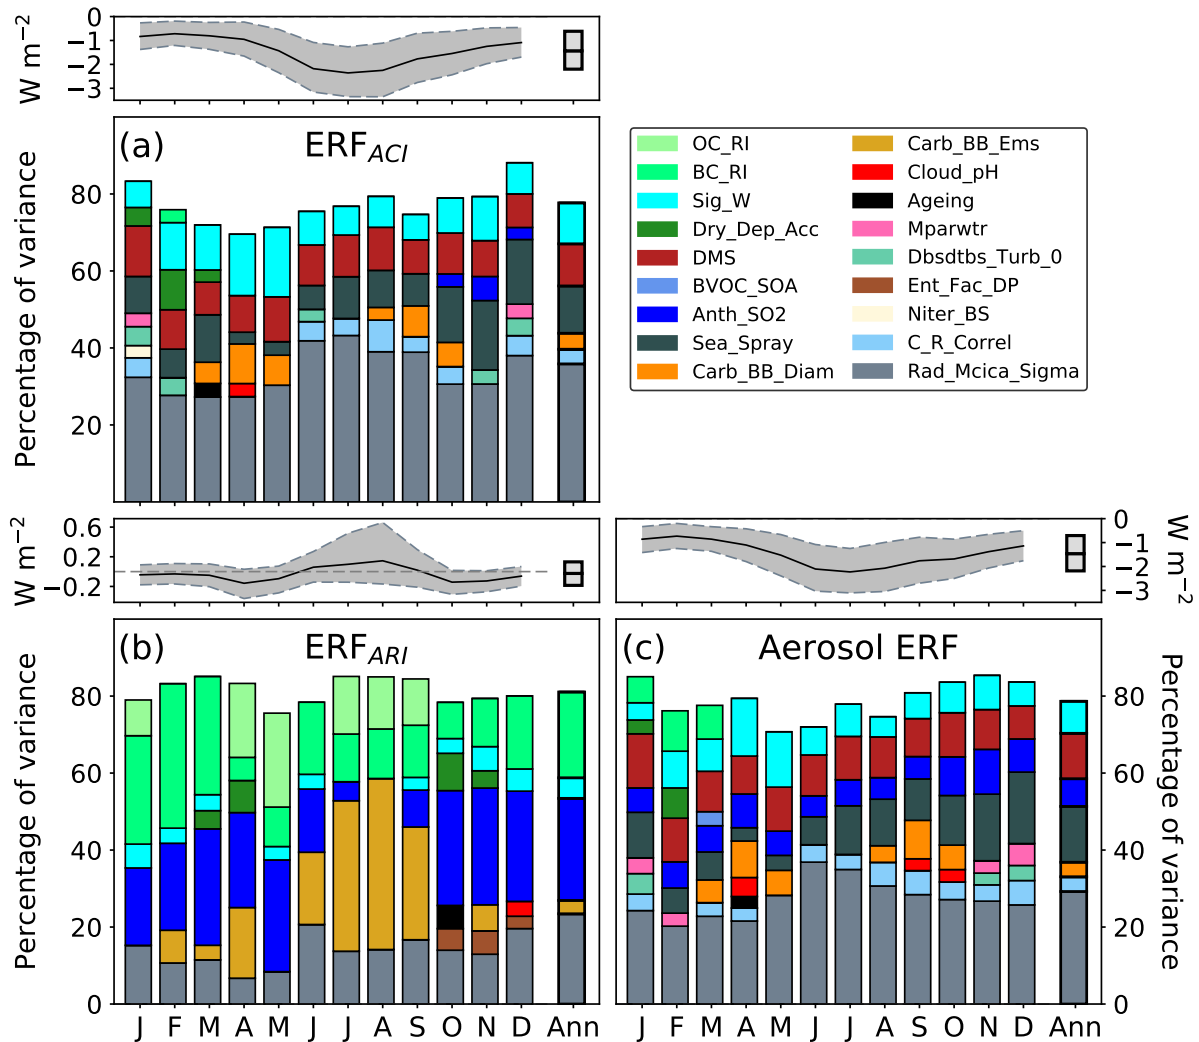 W m⁻²
0
−1
−2
−3
(a)
ERF_ACI
Percentage of variance
80
60
40
20
OC_RI
BC_RI
Sig_W
Dry_Dep_Acc
DMS
BVOC_SOA
Anth_SO2
Sea_Spray
Carb_BB_Diam
Carb_BB_Ems
Cloud_pH
Ageing
Mparwtr
Dbsdtbs_Turb_0
Ent_Fac_DP
Niter_BS
C_R_Correl
Rad_Mcica_Sigma
W m⁻²
0.6
0.2
−0.2
0
−1
−2
−3
W m⁻²
(b)
ERF_ARI
Percentage of variance
80
60
40
20
0
J F M A M J J A S O N D Ann
(c)
Aerosol ERF
80
60
40
20
0
Percentage of variance
J F M A M J J A S O N D Ann